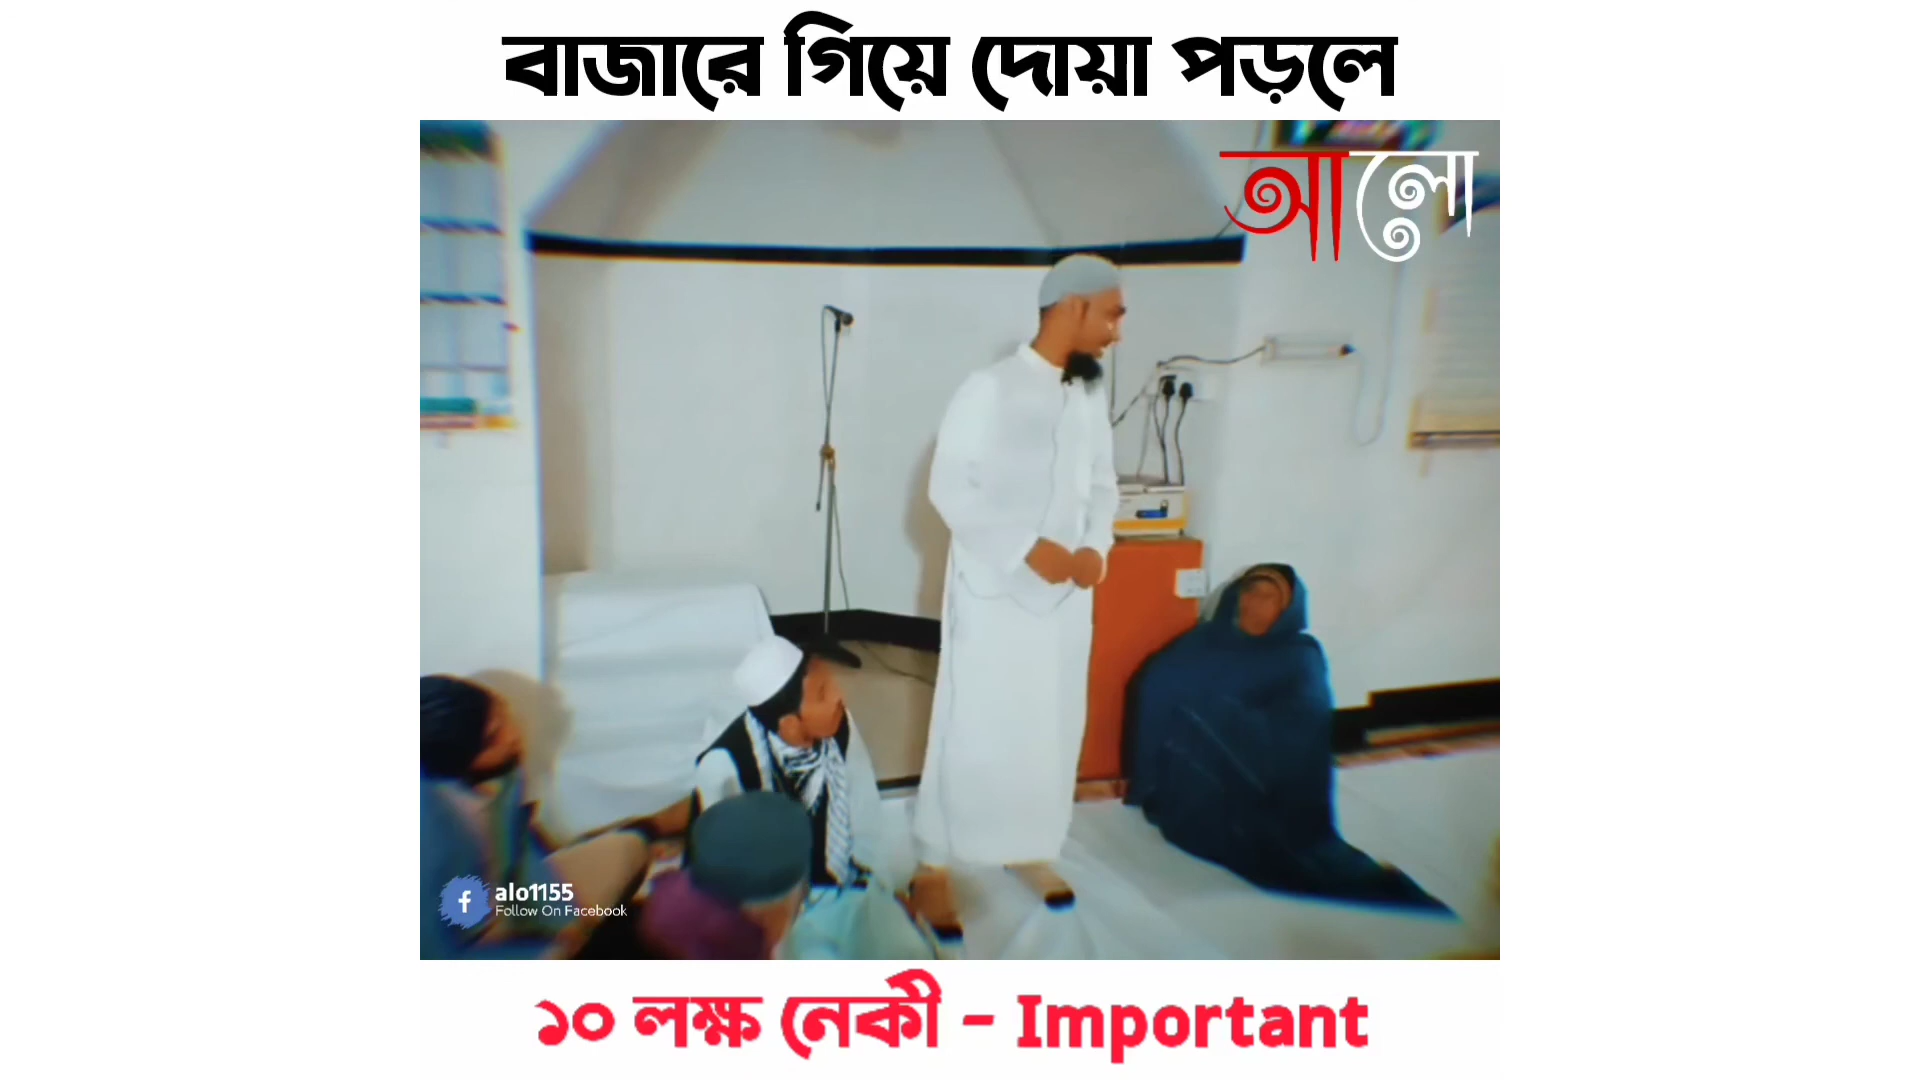 বাজারে গিয়ে দোয়া পড়লে
আলো
alo1155
Follow On Facebook
১০ লক্ষ নেকী - Important